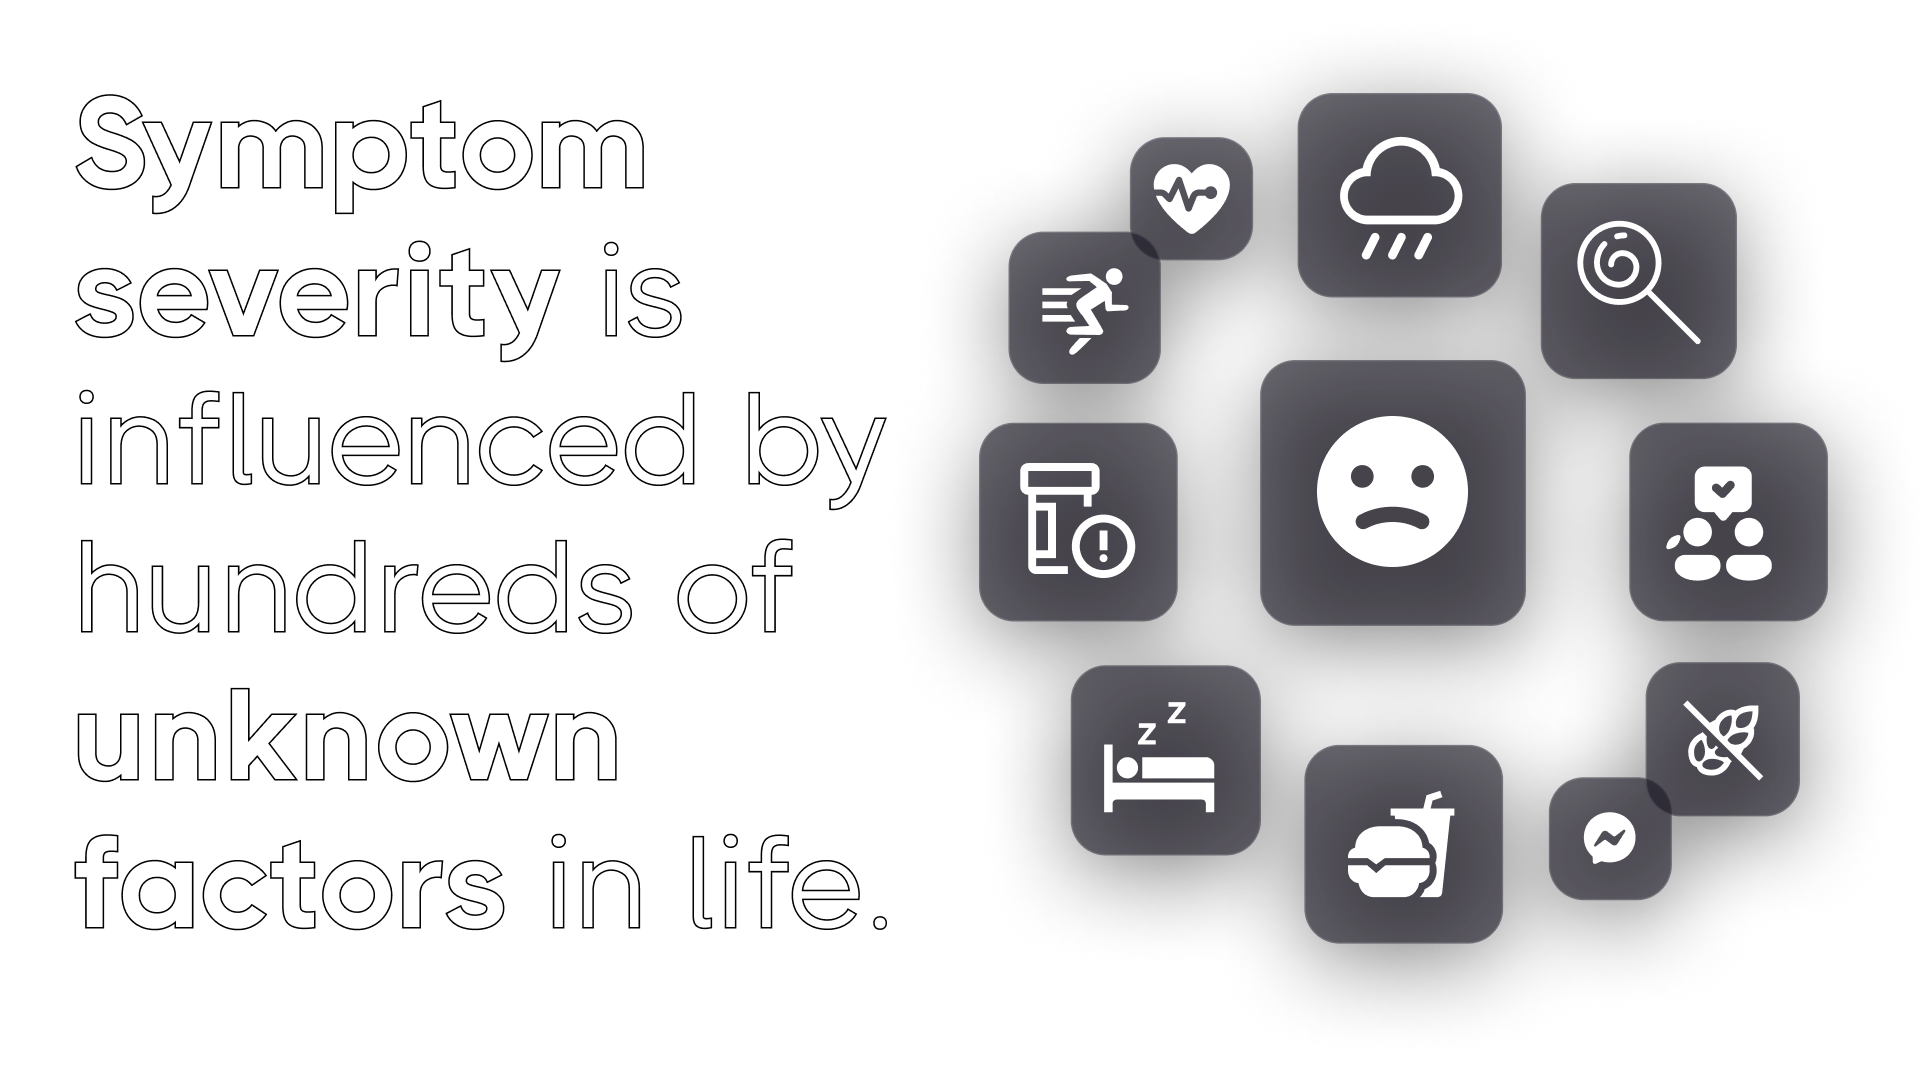 Symptom
severity is
influenced by
hundreds of
unknown
factors in life.
z
z
!